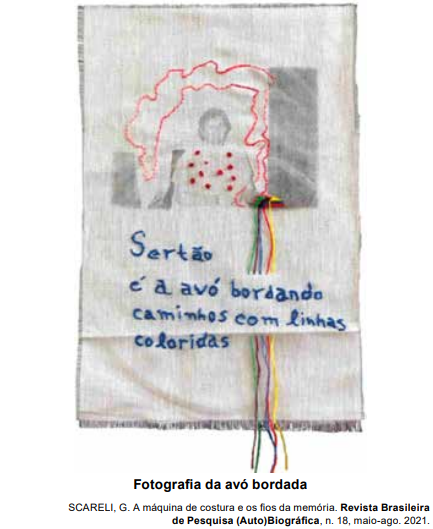 Sertão
é a avó bordando
caminhos com linhas
coloridas
Fotografia da avó bordada
SCARELI, G. A máquina de costura e os fios da memória. Revista Brasileira
de Pesquisa (Auto)Biográfica, n. 18, maio-ago. 2021.